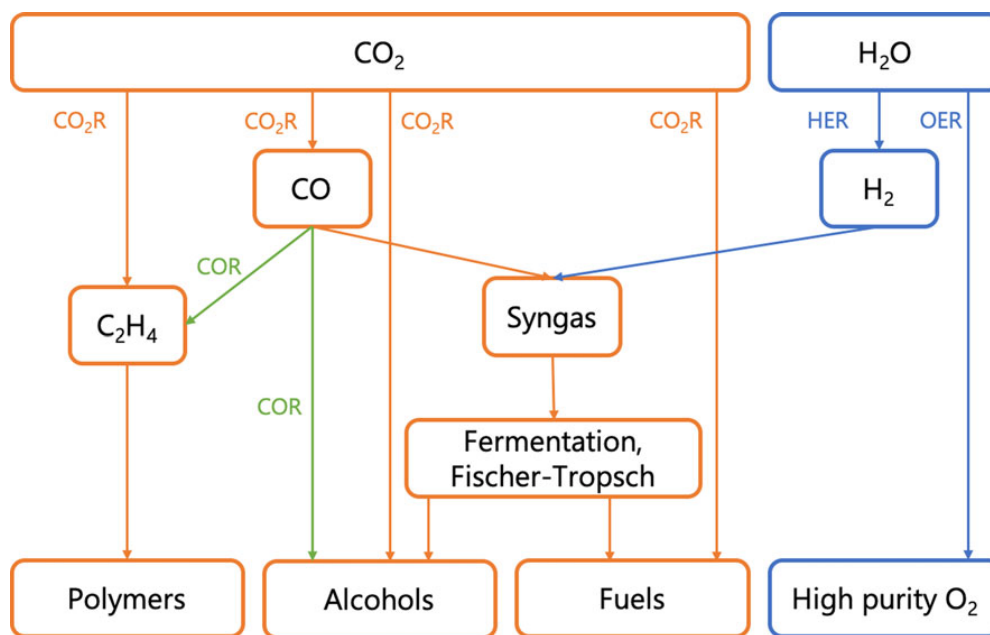 CO₂
H₂O
CO₂R
CO₂R
CO₂R
CO₂R
HER
OER
CO
H₂
COR
C₂H₄
Syngas
COR
Fermentation,
Fischer-Tropsch
Polymers
Alcohols
Fuels
High purity O₂